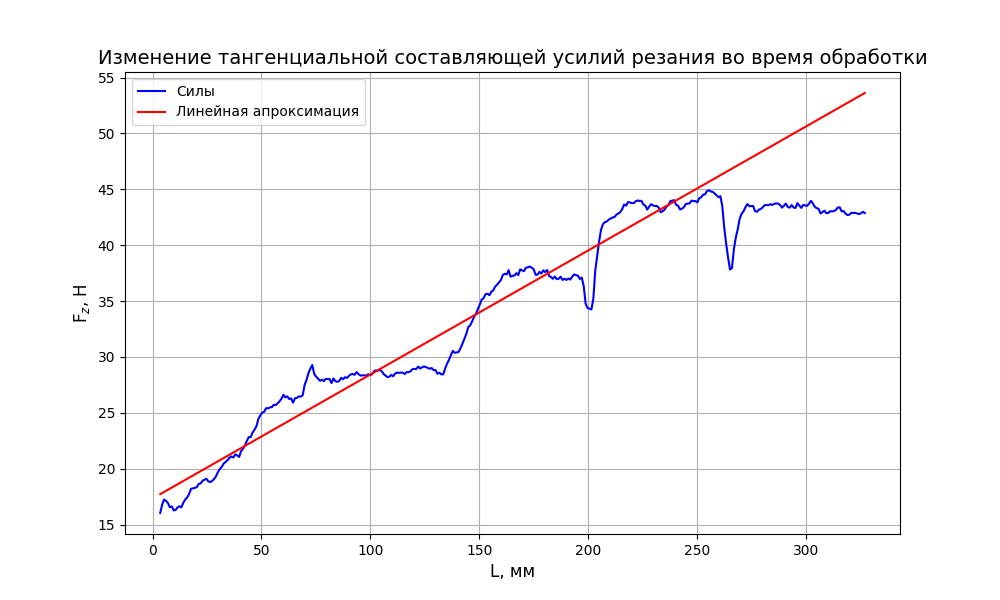 Изменение тангенциальной составляющей усилий резания во время обработки
Силы
Линейная апроксимация
55
50
45
40
35
30
25
20
15
F_z, Н
0 50 100 150 200 250 300
L, мм